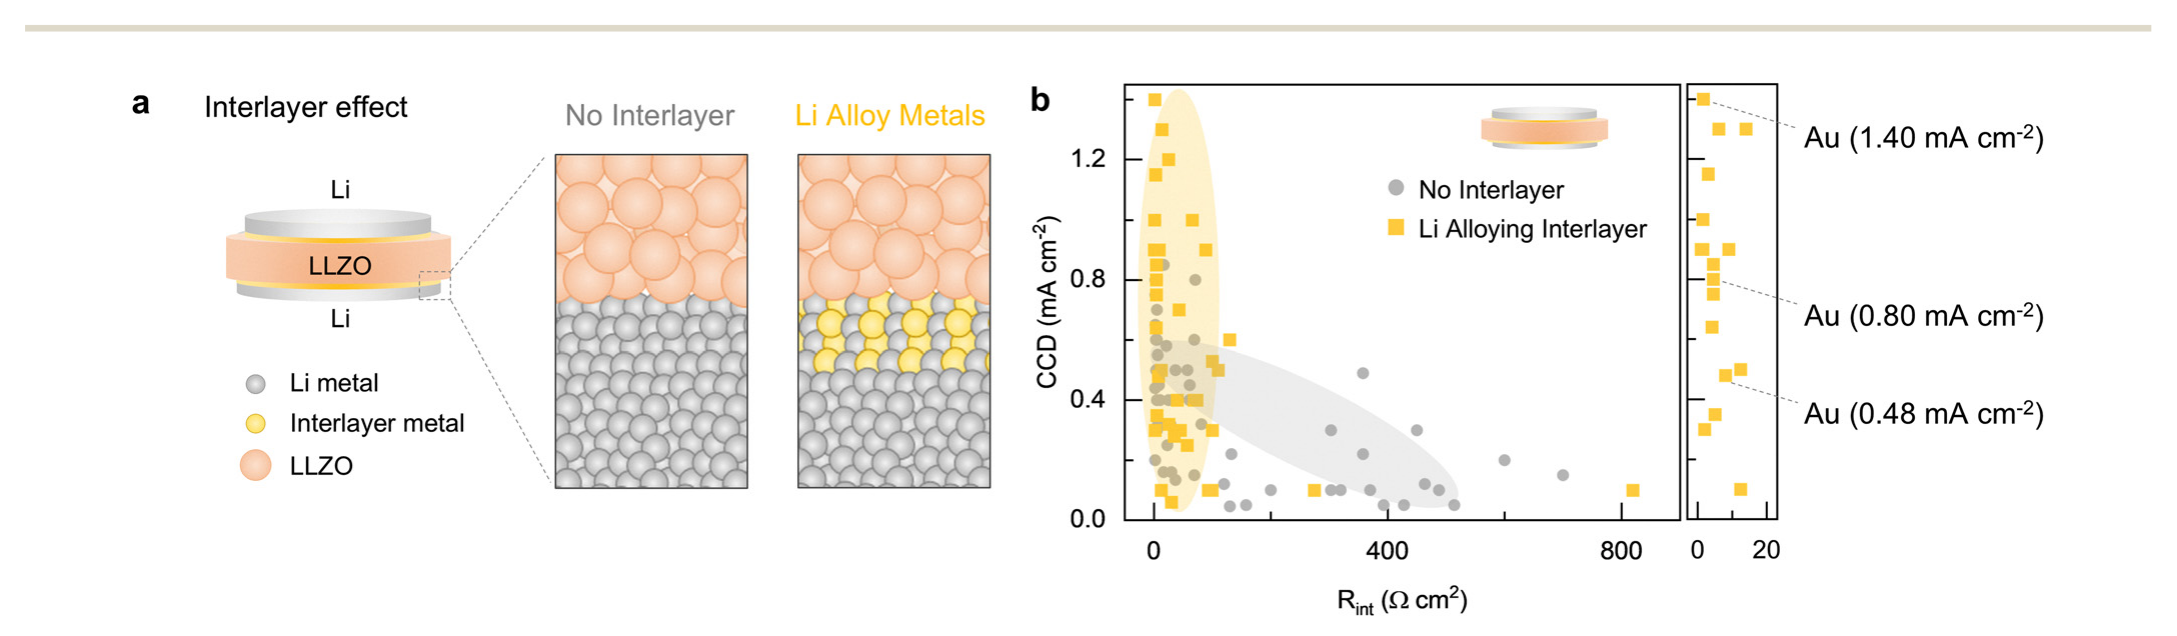 a
Interlayer effect
No Interlayer
Li Alloy Metals
Li
LLZO
Li
Li metal
Interlayer metal
LLZO
b
CCD (mA cm-2)
1.2
0.8
0.4
0.0
No Interlayer
Li Alloying Interlayer
0 400 800
0 20
Rint (Ω cm2)
Au (1.40 mA cm-2)
Au (0.80 mA cm-2)
Au (0.48 mA cm-2)